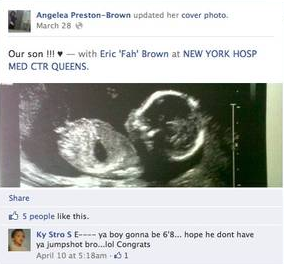 Angelea Preston-Brown updated her cover photo.
March 28
Our son !!! ♥ — with Eric 'Fah' Brown at NEW YORK HOSP
MED CTR QUEENS.
Share
5 people like this.
Ky Stro S E---- ya boy gonna be 6'8... hope he dont have
ya jumpshot bro...lol Congrats
April 10 at 5:18am · 1